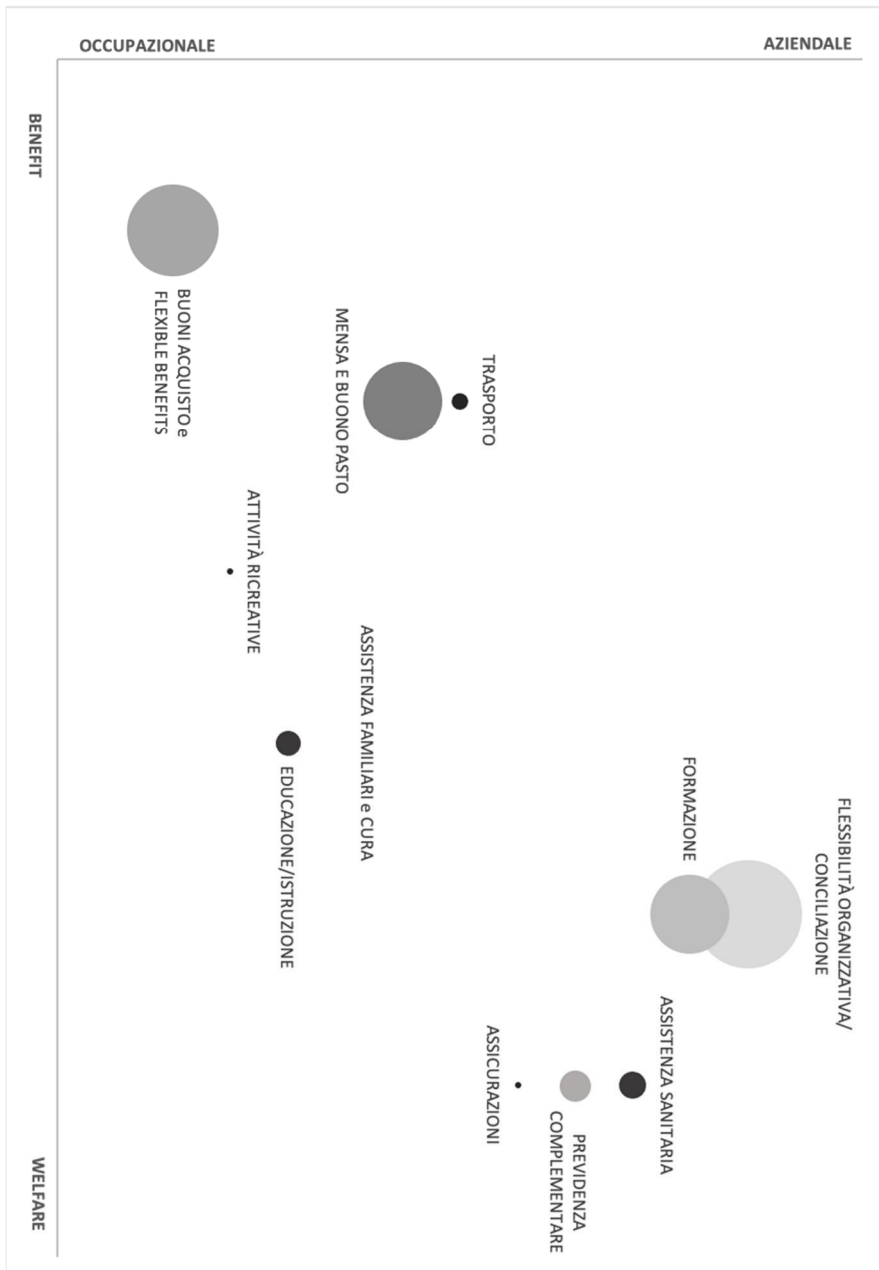 OCCUPAZIONALE
AZIENDALE
BENEFIT
WELFARE
BUONI ACQUISTO e
FLEXIBLE BENEFITS
MENSA E BUONO PASTO
TRASPORTO
ATTIVITÀ RICREATIVE
ASSISTENZA FAMILIARI e CURA
EDUCAZIONE/ISTRUZIONE
FORMAZIONE
FLESSIBILITÀ ORGANIZZATIVA/
CONCILIAZIONE
ASSICURAZIONI
PREVIDENZA
COMPLEMENTARE
ASSISTENZA SANITARIA